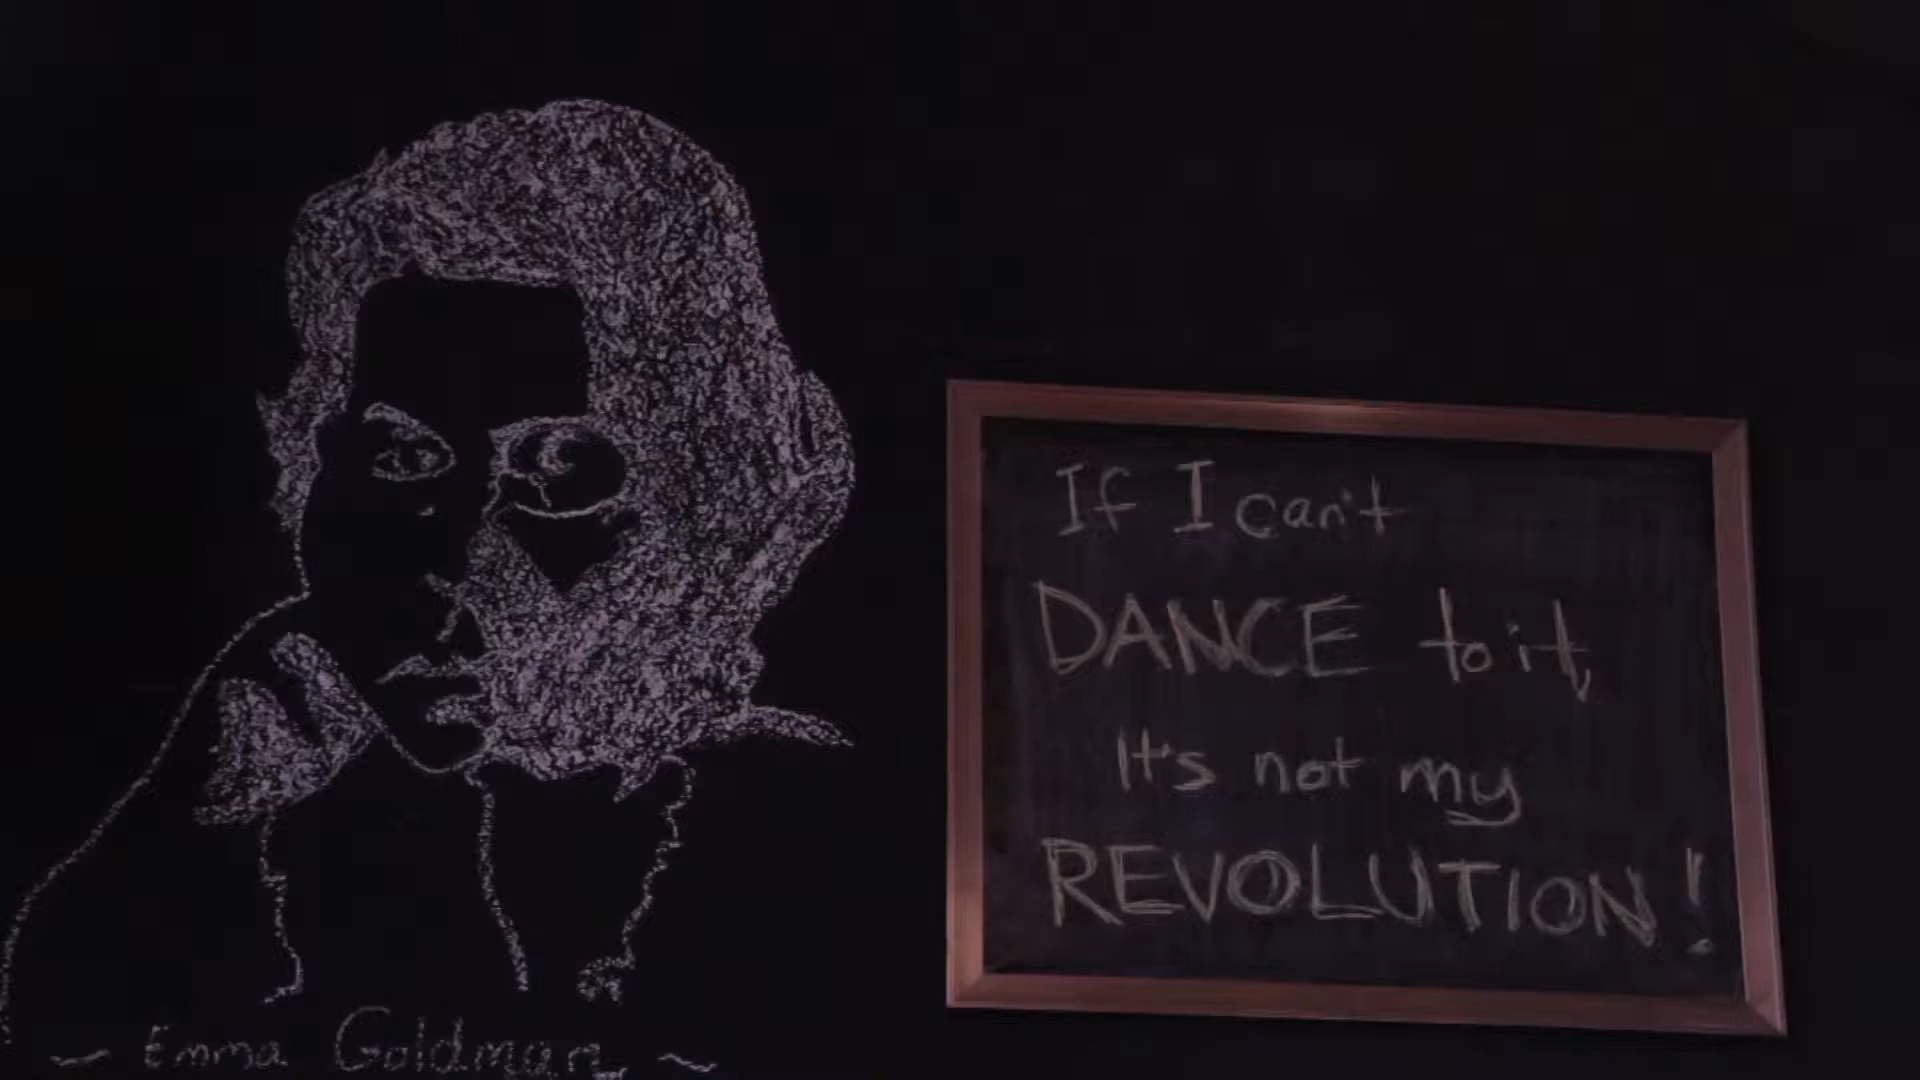 If I can't
DANCE to it,
It's not my
REVOLUTION!
~ Emma Goldman ~